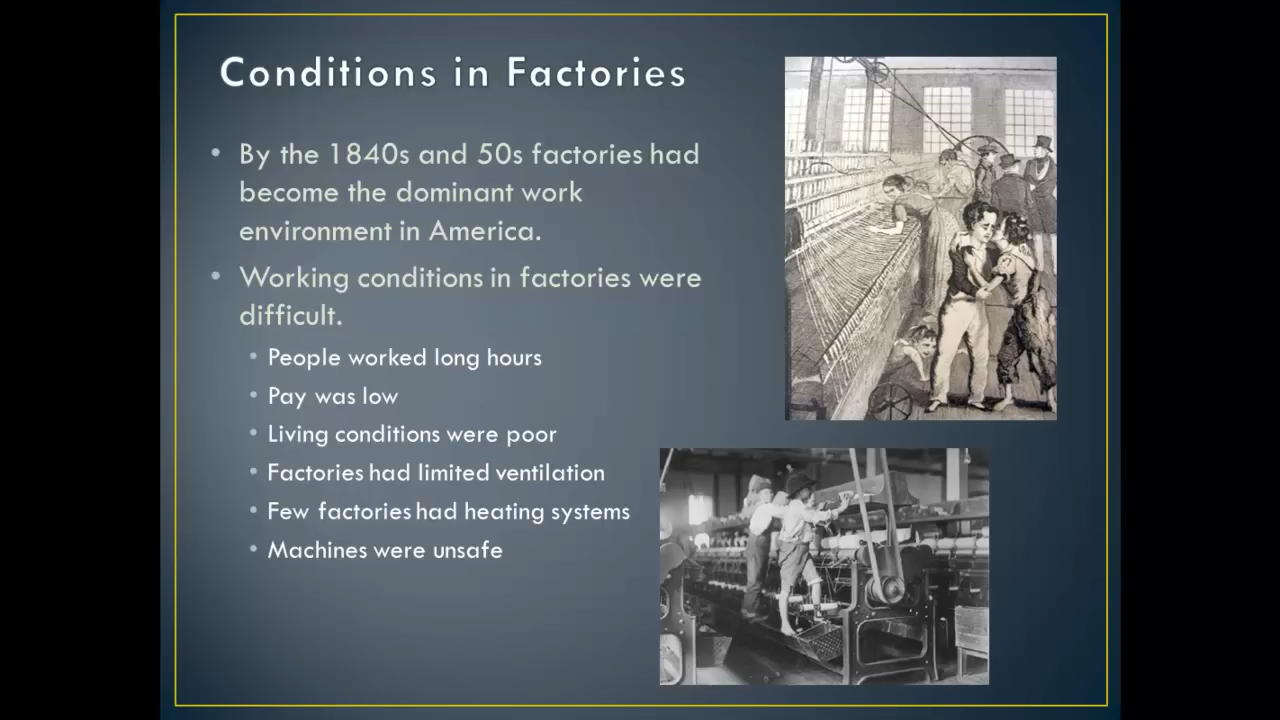 Conditions in Factories
• By the 1840s and 50s factories had
become the dominant work
environment in America.
• Working conditions in factories were
difficult.
• People worked long hours
• Pay was low
• Living conditions were poor
• Factories had limited ventilation
• Few factories had heating systems
• Machines were unsafe